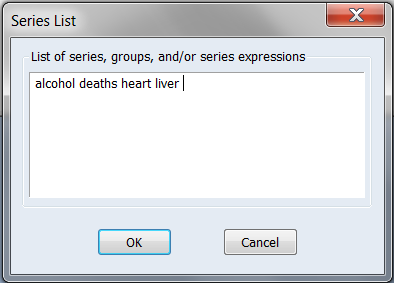 Series List
List of series, groups, and/or series expressions
alcohol deaths heart liver
OK
Cancel